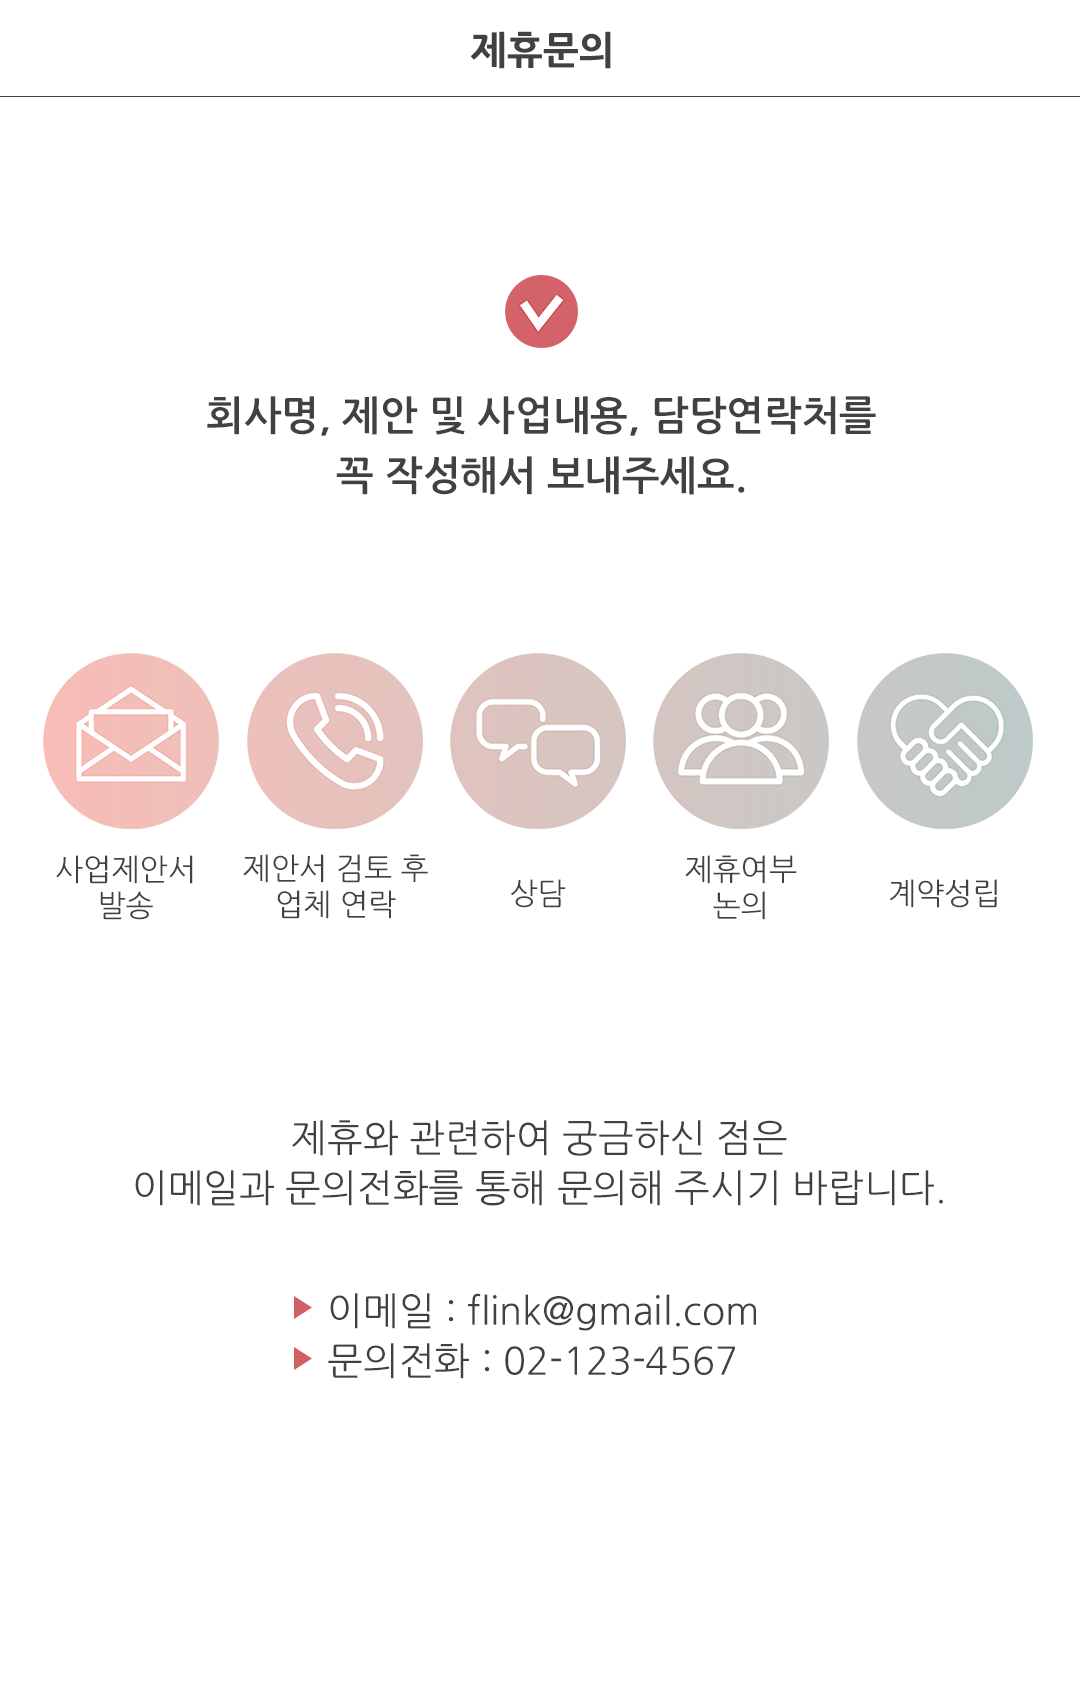 제휴문의
회사명, 제안 및 사업내용, 담당연락처를
꼭 작성해서 보내주세요.
사업제안서
발송
제안서 검토 후
업체 연락
상담
제휴여부
논의
계약성립
제휴와 관련하여 궁금하신 점은
이메일과 문의전화를 통해 문의해 주시기 바랍니다.
▶ 이메일 : flink@gmail.com
▶ 문의전화 : 02-123-4567